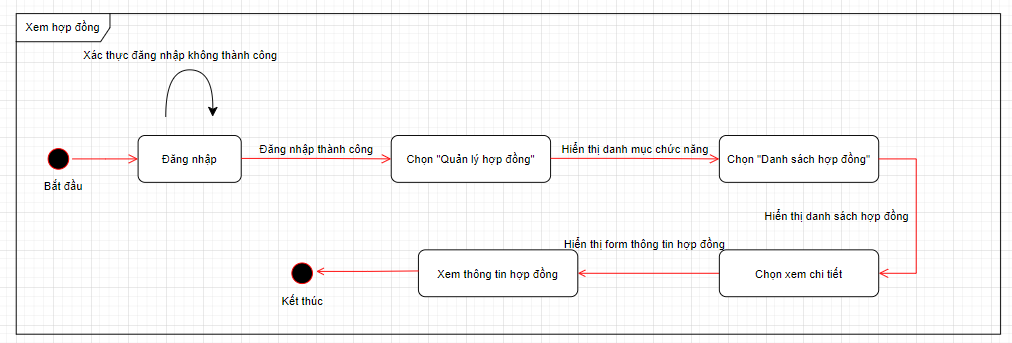 Xem hợp đồng
Xác thực đăng nhập không thành công
Đăng nhập
Đăng nhập thành công
Chọn "Quản lý hợp đồng"
Hiển thị danh mục chức năng
Chọn "Danh sách hợp đồng"
Bắt đầu
Hiển thị danh sách hợp đồng
Hiển thị form thông tin hợp đồng
Chọn xem chi tiết
Xem thông tin hợp đồng
Kết thúc